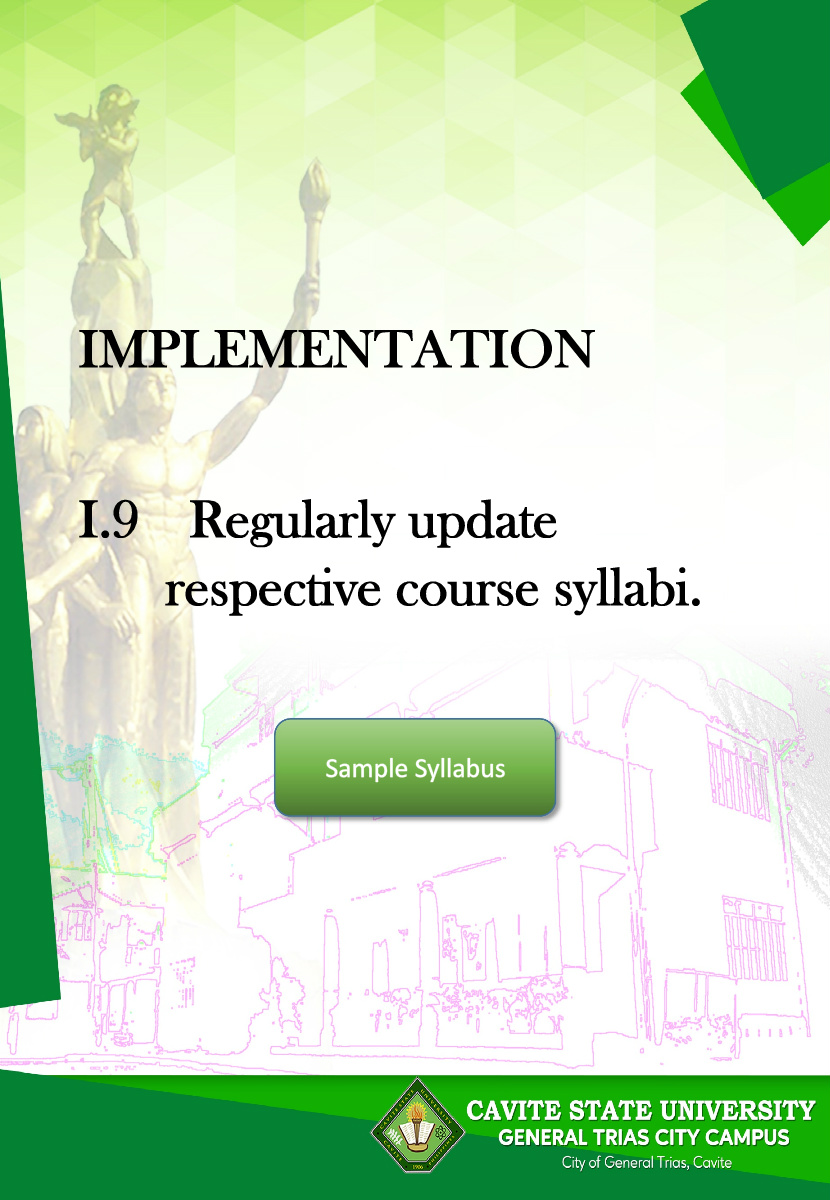 IMPLEMENTATION
I.9 Regularly update
respective course syllabi.
Sample Syllabus
CAVITE STATE UNIVERSITY
GENERAL TRIAS CITY CAMPUS
City of General Trias, Cavite
1906